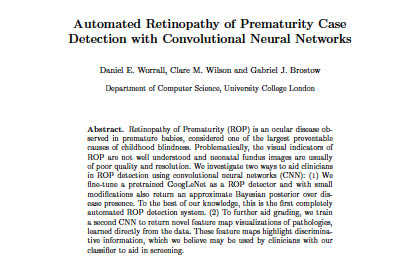 Automated Retinopathy of Prematurity Case
Detection with Convolutional Neural Networks
Daniel E. Worrall, Clare M. Wilson and Gabriel J. Brostow
Department of Computer Science, University College London
Abstract. Retinopathy of Prematurity (ROP) is an ocular disease ob-
served in premature babies, considered one of the largest preventable
causes of childhood blindness. Problematically, the visual indicators of
ROP are not well understood and neonatal fundus images are usually
of poor quality and resolution. We investigate two ways to aid clinicians
in ROP detection using convolutional neural networks (CNN): (1) We
fine-tune a pretrained GoogLeNet as a ROP detector and with small
modifications also return an approximate Bayesian posterior over dis-
ease presence. To the best of our knowledge, this is the first completely
automated ROP detection system. (2) To further aid grading, we train
a second CNN to return novel feature map visualizations of pathologies,
learned directly from the data. These feature maps highlight discrimina-
tive information, which we believe may be used by clinicians with our
classifier to aid in screening.